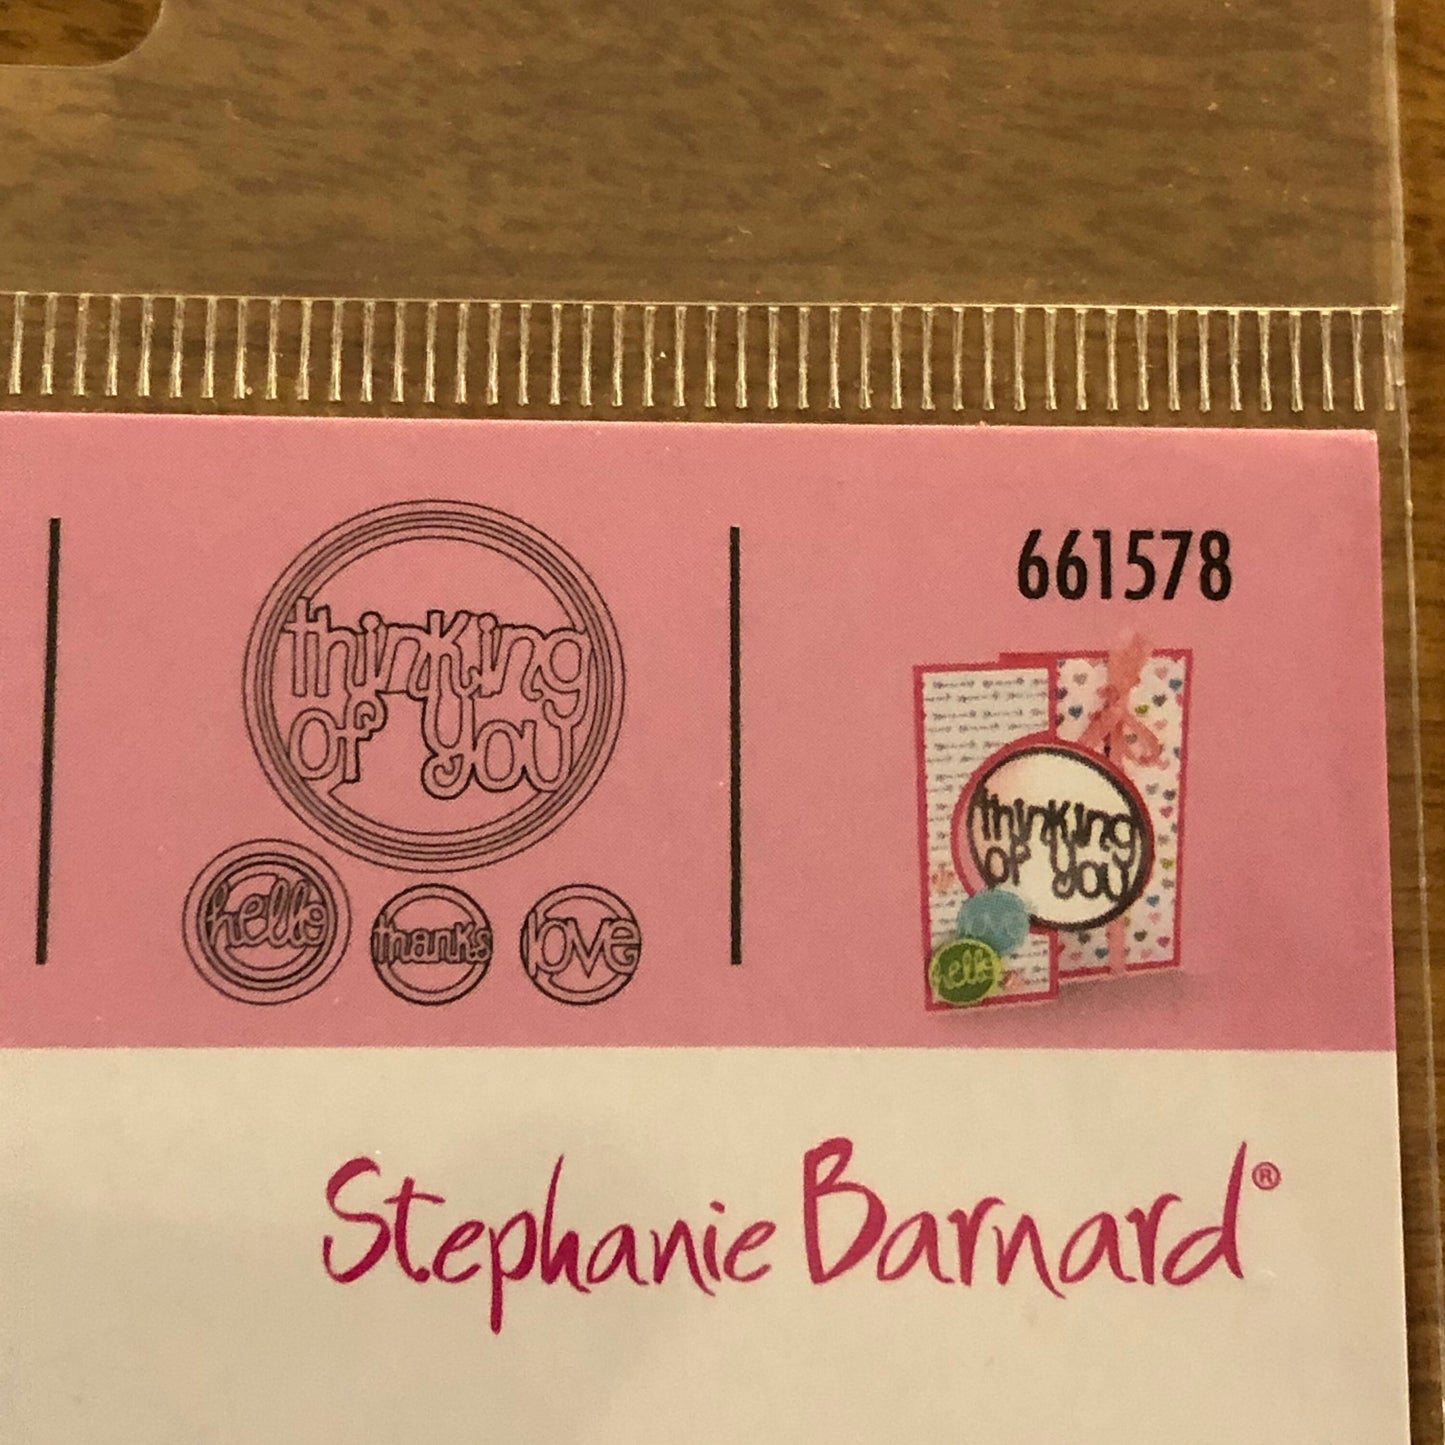 thinking
of you
hello
thanks
love
661578
thinking
of you
hello
Stephanie Barnard®